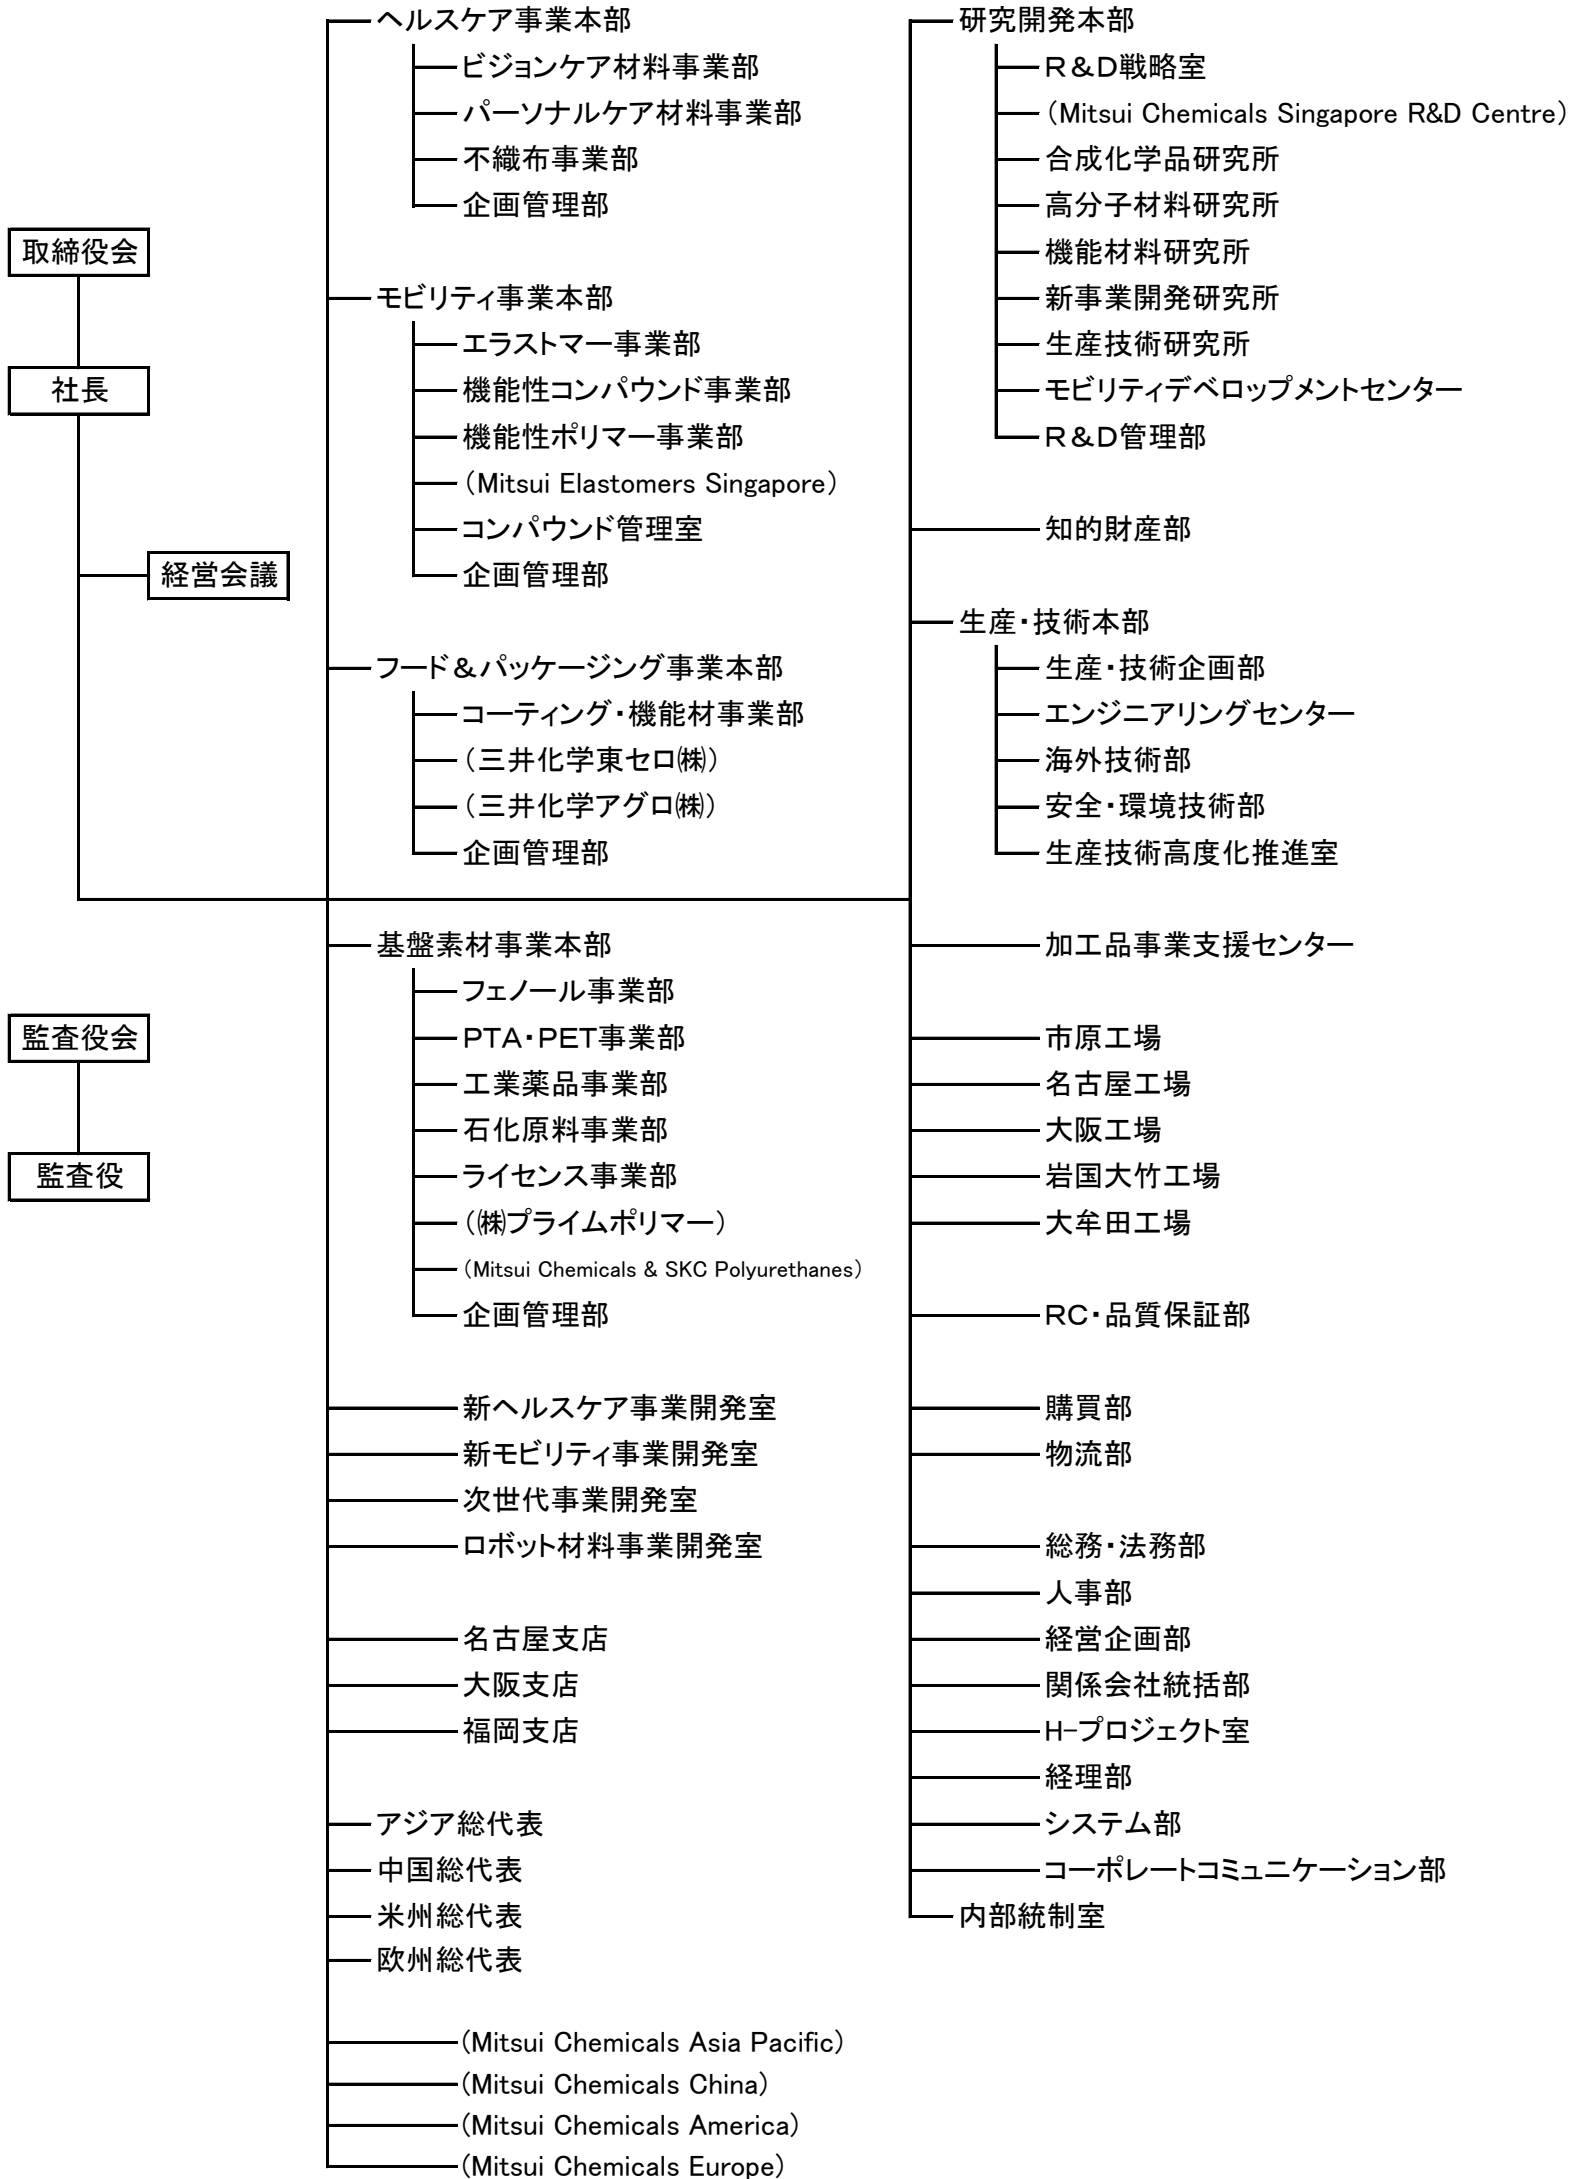 取締役会
社長
経営会議
監査役会
監査役
ヘルスケア事業本部
ビジョンケア材料事業部
パーソナルケア材料事業部
不織布事業部
企画管理部
モビリティ事業本部
エラストマー事業部
機能性コンパウンド事業部
機能性ポリマー事業部
（Mitsui Elastomers Singapore）
コンパウンド管理室
企画管理部
フード＆パッケージング事業本部
コーティング・機能材事業部
（三井化学東セロ㈱）
（三井化学アグロ㈱）
企画管理部
基盤素材事業本部
フェノール事業部
PTA・PET事業部
工業薬品事業部
石化原料事業部
ライセンス事業部
（㈱プライムポリマー）
（Mitsui Chemicals & SKC Polyurethanes）
企画管理部
新ヘルスケア事業開発室
新モビリティ事業開発室
次世代事業開発室
ロボット材料事業開発室
名古屋支店
大阪支店
福岡支店
アジア総代表
中国総代表
米州総代表
欧州総代表
（Mitsui Chemicals Asia Pacific）
（Mitsui Chemicals China）
（Mitsui Chemicals America）
（Mitsui Chemicals Europe）
研究開発本部
R＆D戦略室
（Mitsui Chemicals Singapore R&D Centre）
合成化学品研究所
高分子材料研究所
機能材料研究所
新事業開発研究所
生産技術研究所
モビリティデベロップメントセンター
R＆D管理部
知的財産部
生産・技術本部
生産・技術企画部
エンジニアリングセンター
海外技術部
安全・環境技術部
生産技術高度化推進室
加工品事業支援センター
市原工場
名古屋工場
大阪工場
岩国大竹工場
大牟田工場
RC・品質保証部
購買部
物流部
総務・法務部
人事部
経営企画部
関係会社統括部
H-プロジェクト室
経理部
システム部
コーポレートコミュニケーション部
内部統制室